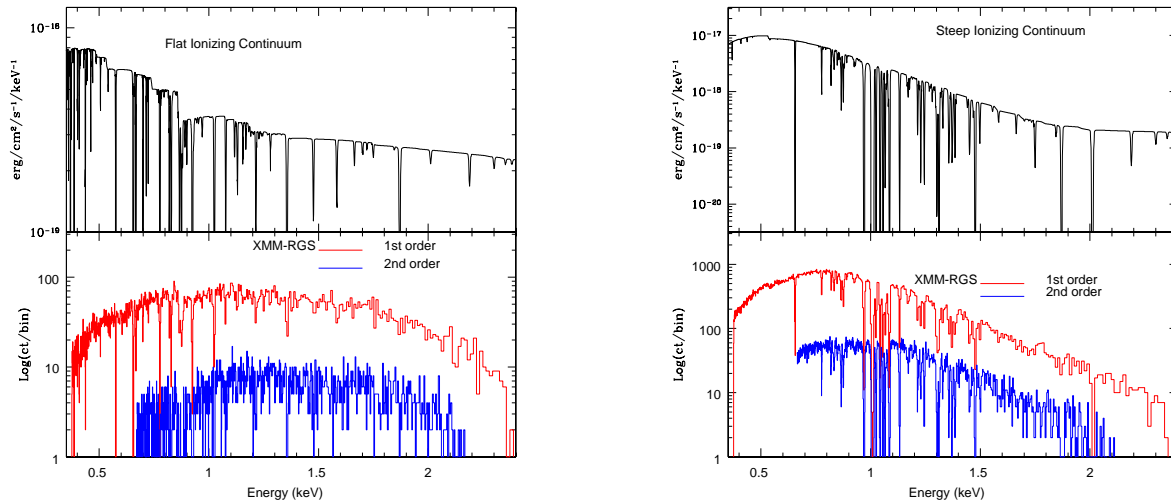 10⁻¹⁸
Flat Ionizing Continuum
erg/cm²/s⁻¹/keV⁻¹
10⁻¹⁹
XMM-RGS
1st order
2nd order
100
10
1
Log(ct/bin)
0.5
1
1.5
2
Energy (keV)
10⁻¹⁷
Steep Ionizing Continuum
10⁻¹⁸
erg/cm²/s⁻¹/keV⁻¹
10⁻¹⁹
10⁻²⁰
1000
XMM-RGS
1st order
2nd order
100
Log(ct/bin)
10
1
0.5
1
1.5
2
Energy (keV)